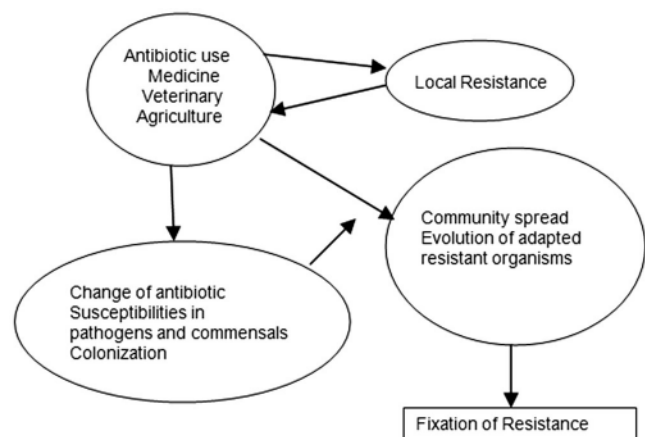 Antibiotic use
Medicine
Veterinary
Agriculture
Local Resistance
Community spread
Evolution of adapted
resistant organisms
Change of antibiotic
Susceptibilities in
pathogens and commensals
Colonization
Fixation of Resistance